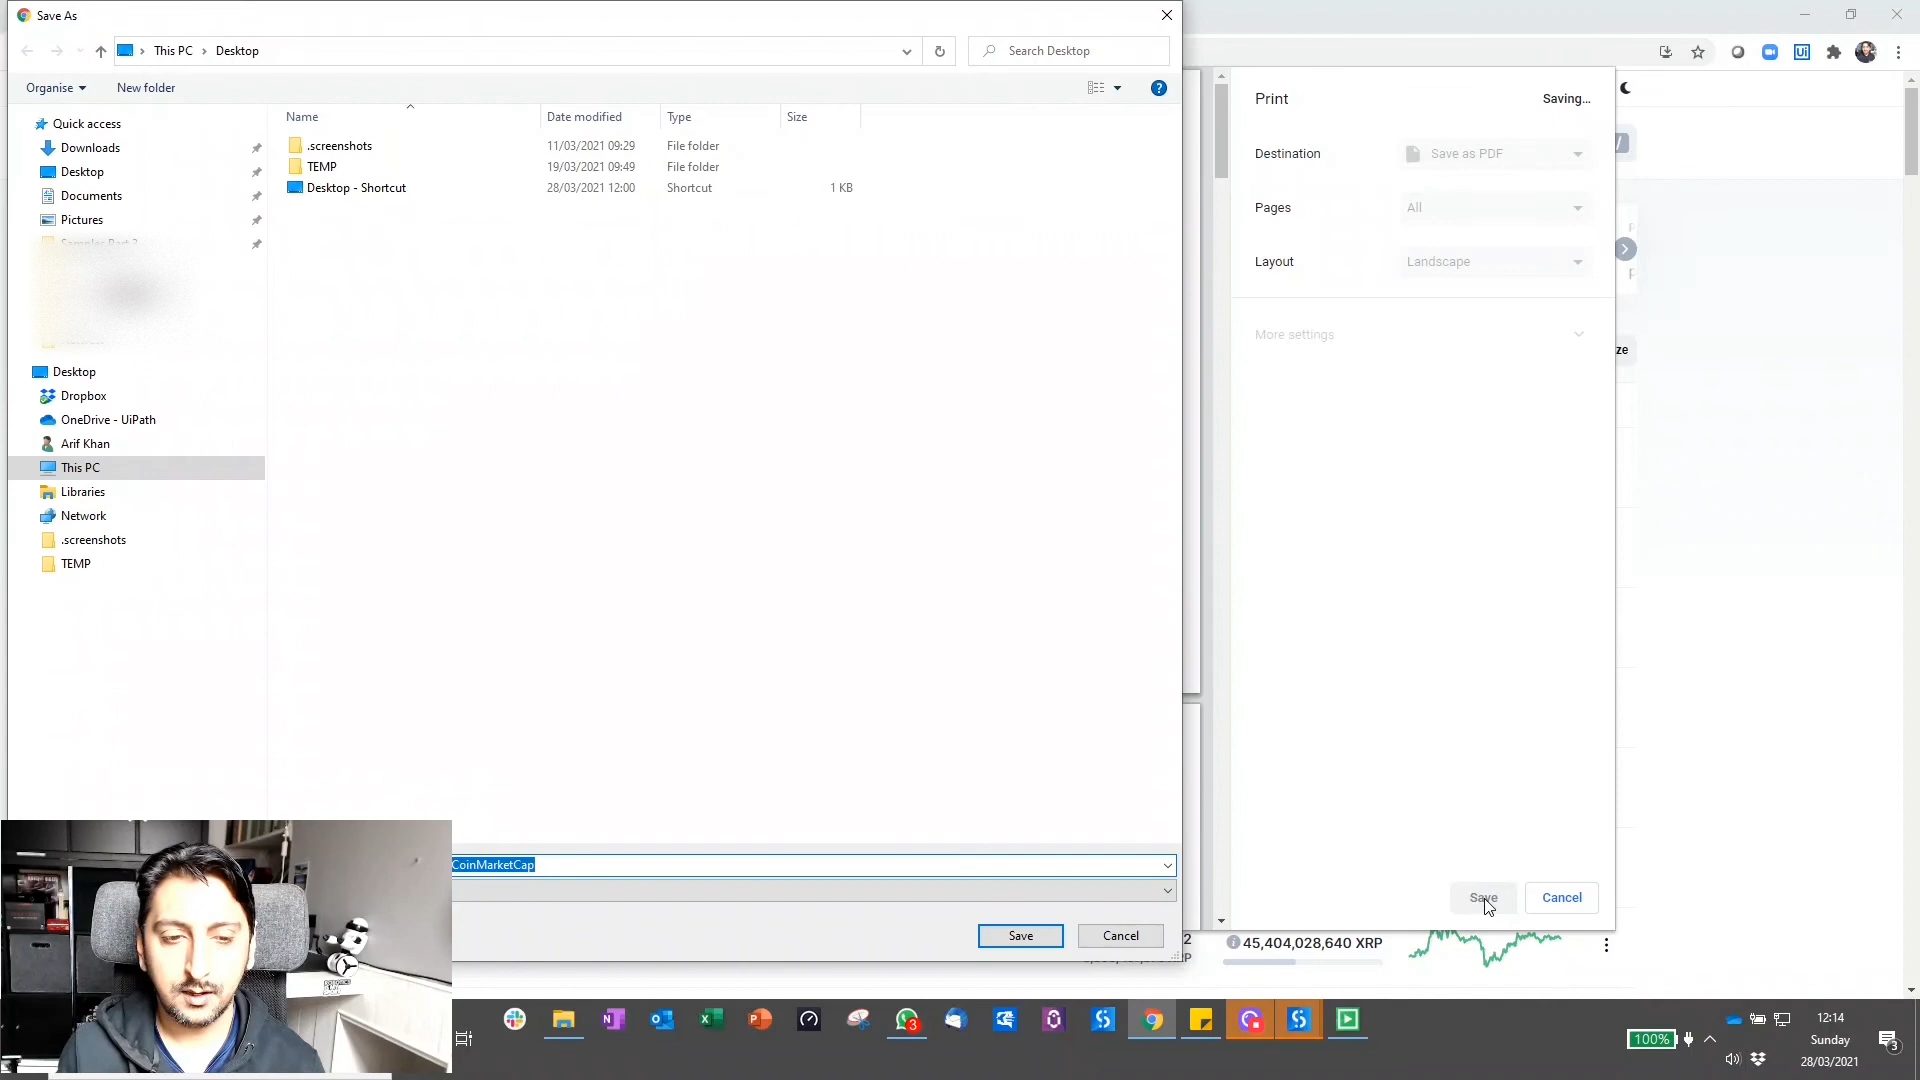 Save As
This PC
Desktop
Search Desktop
Organise
New folder
Name
Date modified
Type
Size
.screenshots
11/03/2021 09:29
File folder
TEMP
19/03/2021 09:49
File folder
Desktop - Shortcut
28/03/2021 12:00
Shortcut
1 KB
Quick access
Downloads
Desktop
Documents
Pictures
Desktop
Dropbox
OneDrive - UiPath
Arif Khan
This PC
Libraries
Network
.screenshots
TEMP
CoinMarketCap
Save
Cancel
Print
Saving...
Destination
Save as PDF
Pages
All
Layout
Landscape
More settings
Save
Cancel
Ui
ze
45,404,028,640 XRP
3
100%
12:14
Sunday
28/03/2021
3